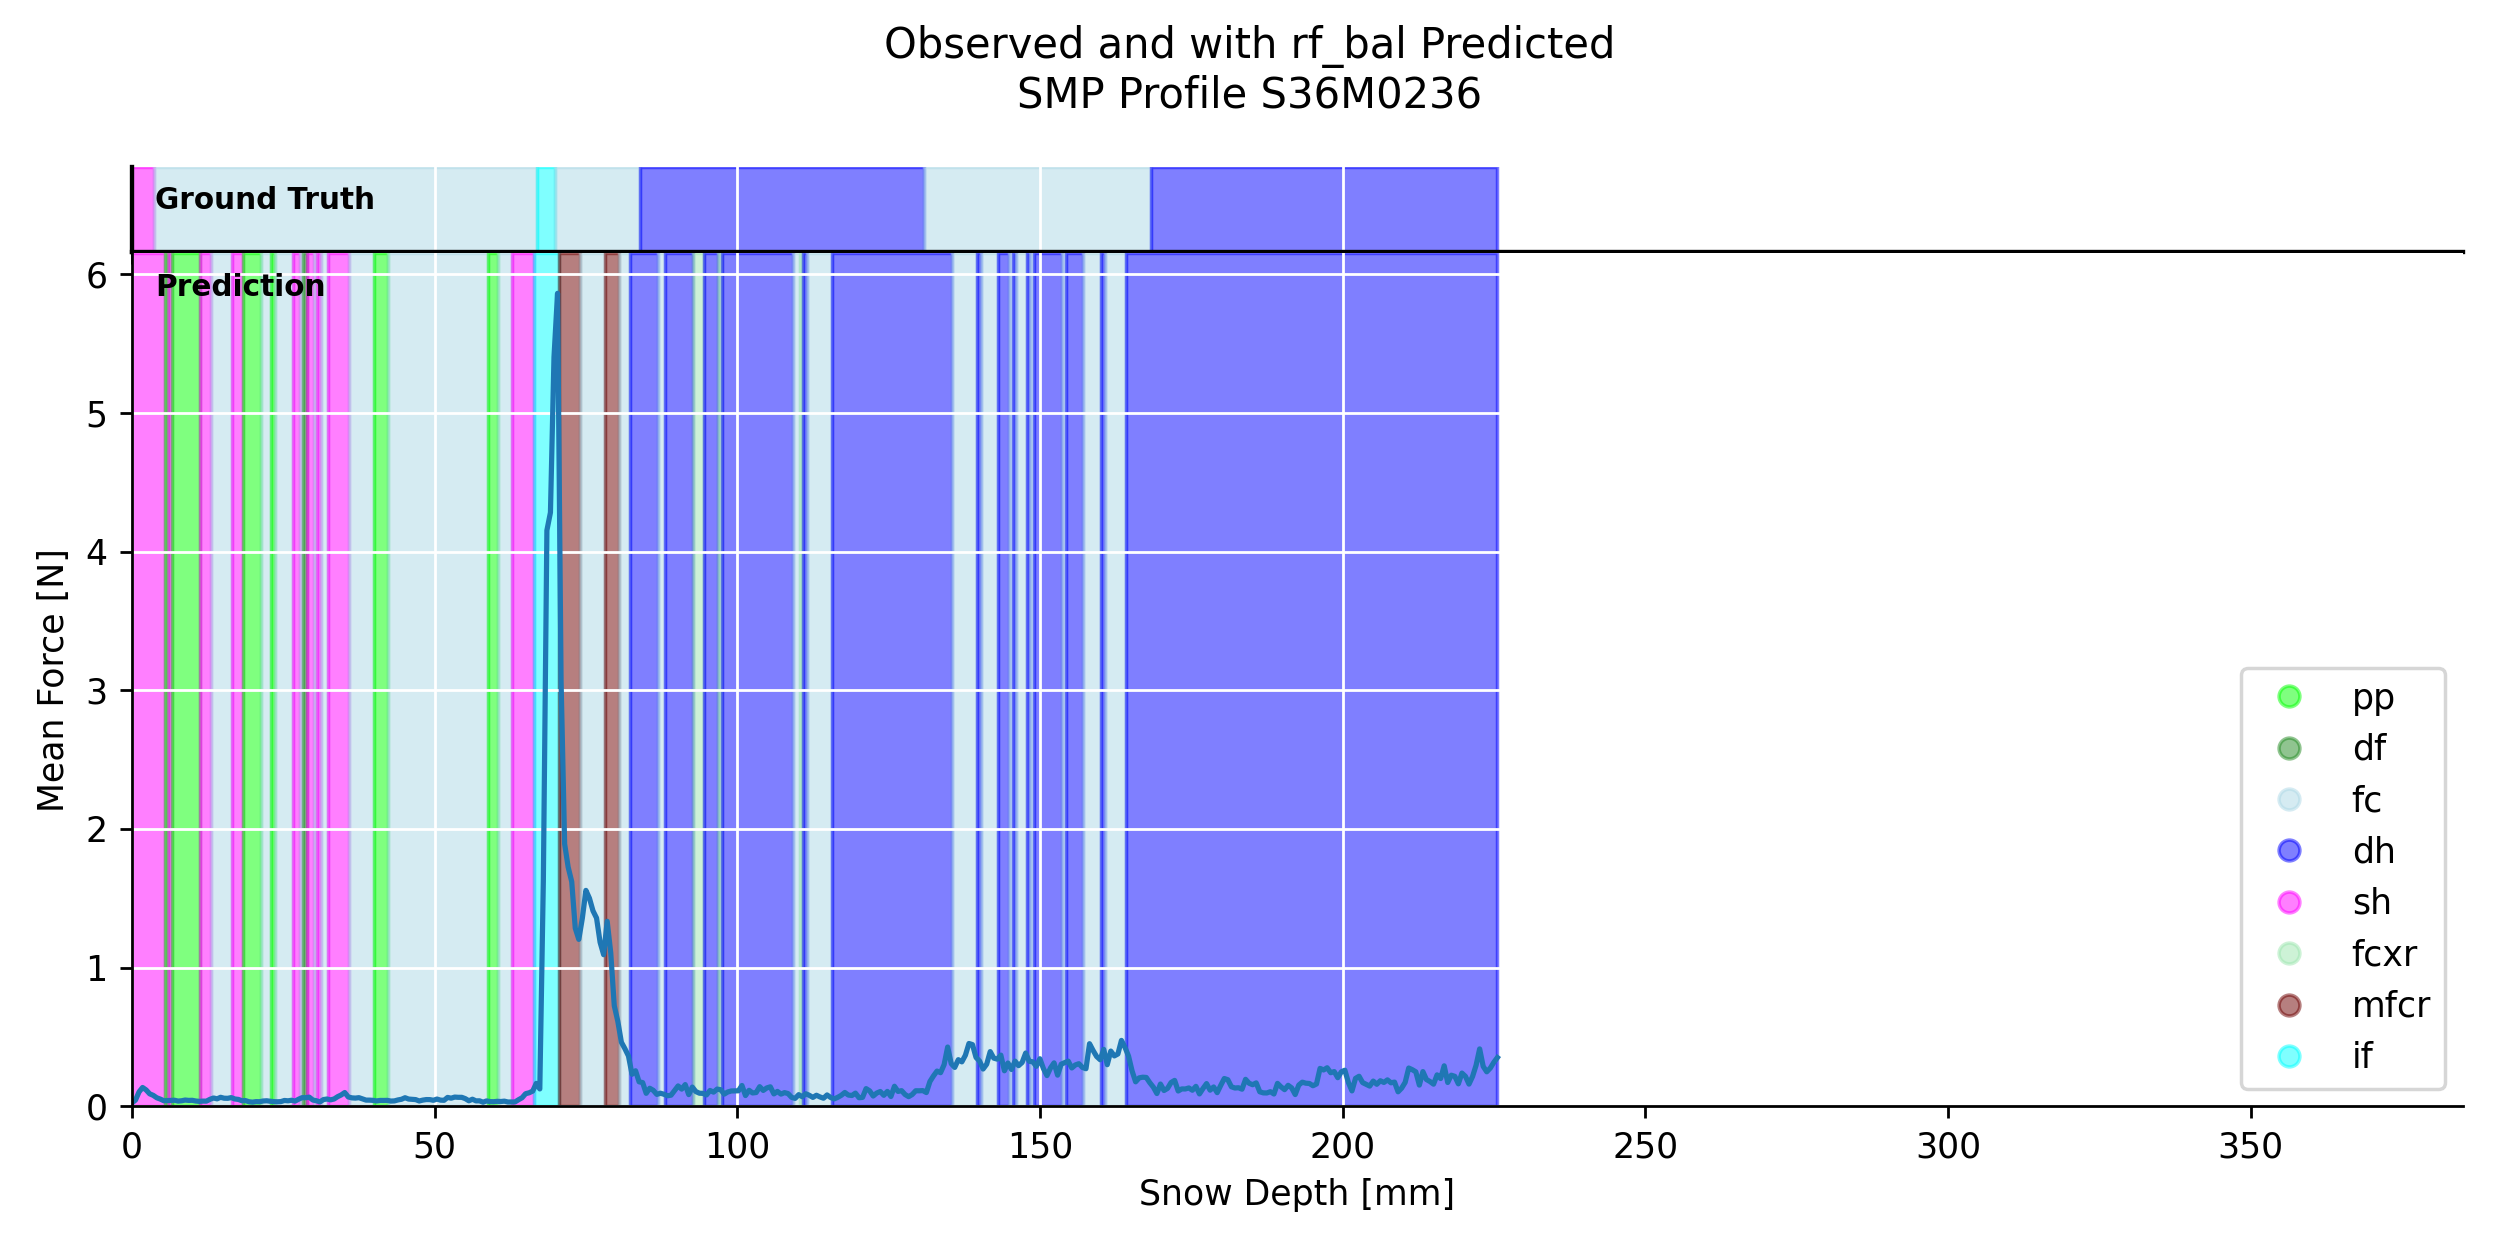 Observed and with rf_bal Predicted
SMP Profile S36M0236
Ground Truth
Prediction
6
5
4
3
2
1
0
Mean Force [N]
0 50 100 150 200 250 300 350
Snow Depth [mm]
pp
df
fc
dh
sh
fcxr
mfcr
if